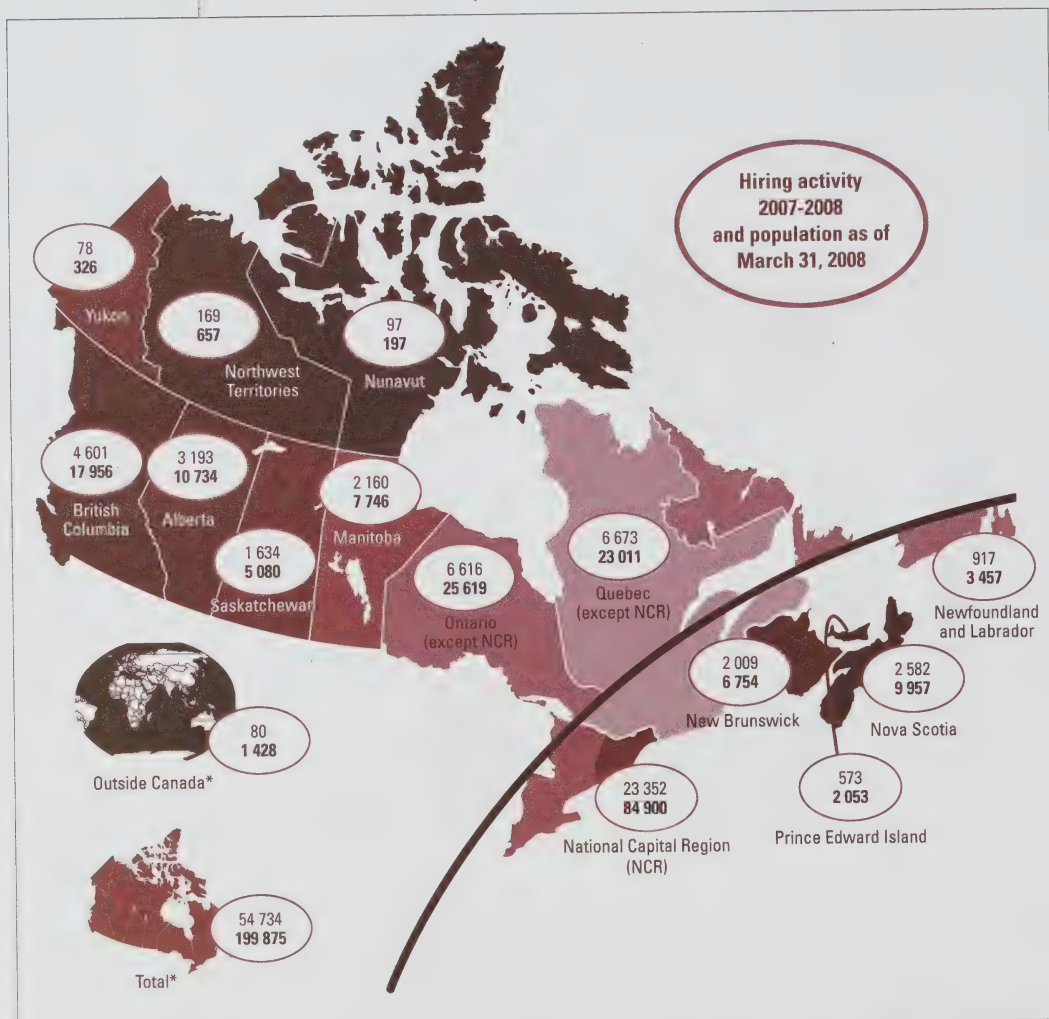 Hiring activity
2007-2008
and population as of
March 31, 2008
78
326
Yukon
169
657
Northwest
Territories
97
197
Nunavut
4 601
17 956
British
Columbia
3 193
10 734
Alberta
1 634
5 080
Saskatchewan
2 160
7 746
Manitoba
6 616
25 619
Ontario
(except NCR)
6 673
23 011
Quebec
(except NCR)
917
3 457
Newfoundland
and Labrador
2 009
6 754
New Brunswick
2 582
9 957
Nova Scotia
573
2 053
Prince Edward Island
23 352
84 900
National Capital Region
(NCR)
80
1 428
Outside Canada*
54 734
199 875
Total*